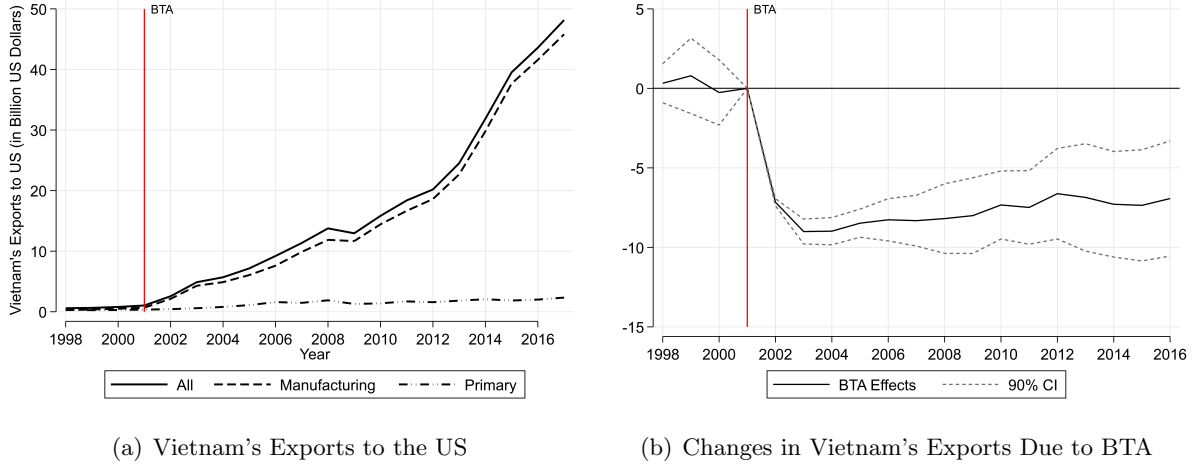 Vietnam's Exports to US (in Billion US Dollars)
50
40
30
20
10
0
BTA
1998 2000 2002 2004 2006 2008 2010 2012 2014 2016
Year
All Manufacturing Primary
(a) Vietnam's Exports to the US
5
0
-5
-10
-15
BTA
1998 2000 2002 2004 2006 2008 2010 2012 2014 2016
BTA Effects 90% CI
(b) Changes in Vietnam's Exports Due to BTA